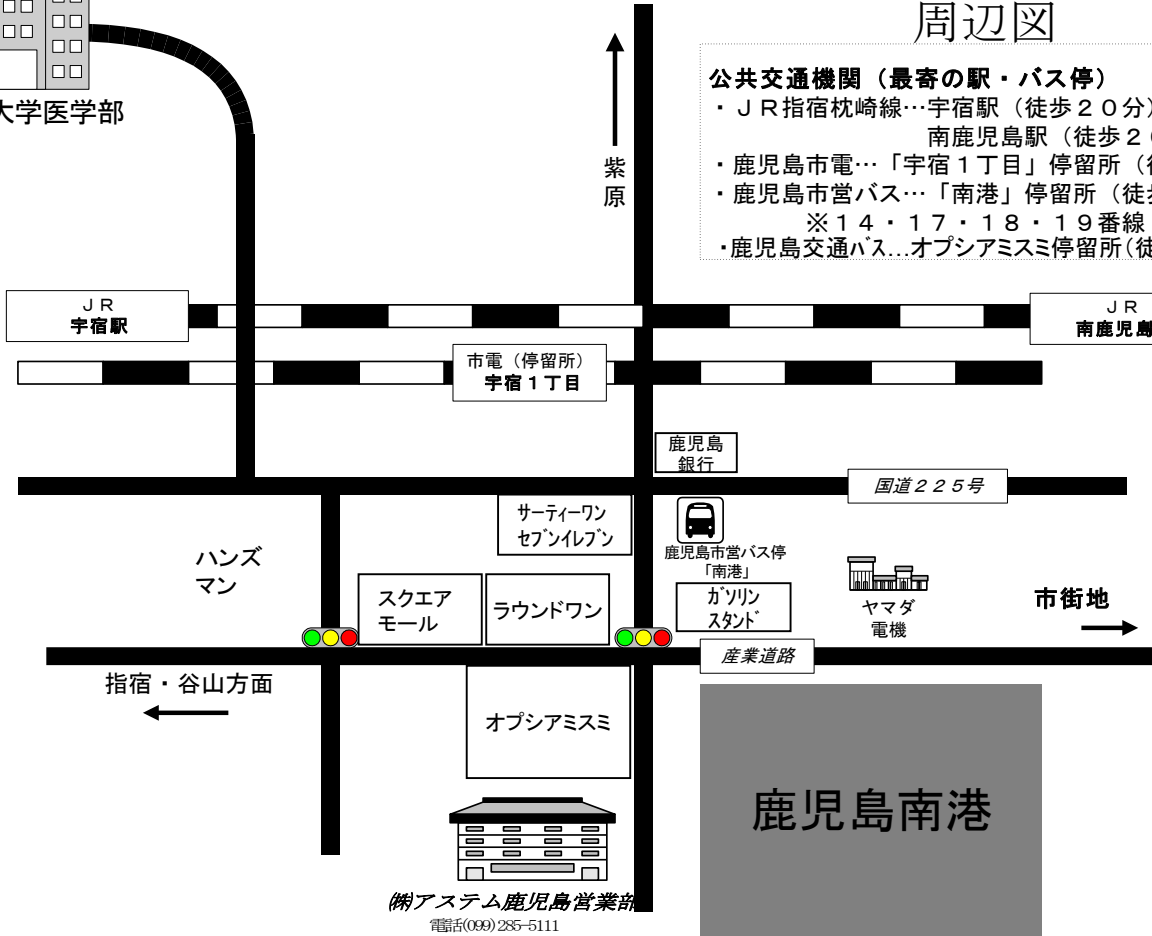 周辺図
公共交通機関（最寄の駅・バス停）
・ＪＲ指宿枕崎線…宇宿駅（徒歩２０分）
南鹿児島駅（徒歩２
・鹿児島市電…「宇宿１丁目」停留所（
・鹿児島市営バス…「南港」停留所（徒歩
※１４・１７・１８・１９番線
・鹿児島交通ﾊﾞｽ…オプシアミスミ停留所（徒
大学医学部
紫
原
ＪＲ
宇宿駅
ＪＲ
南鹿児島
市電（停留所）
宇宿１丁目
鹿児島
銀行
国道２２５号
サーティーワン
セブンイレブン
鹿児島市営バス停
「南港」
ハンズ
マン
スクエア
モール
ラウンドワン
ガソリン
スタンド
ヤマダ
電機
市街地
産業道路
指宿・谷山方面
オプシアミスミ
鹿児島南港
㈱アステム鹿児島営業部
電話(099)285-5111